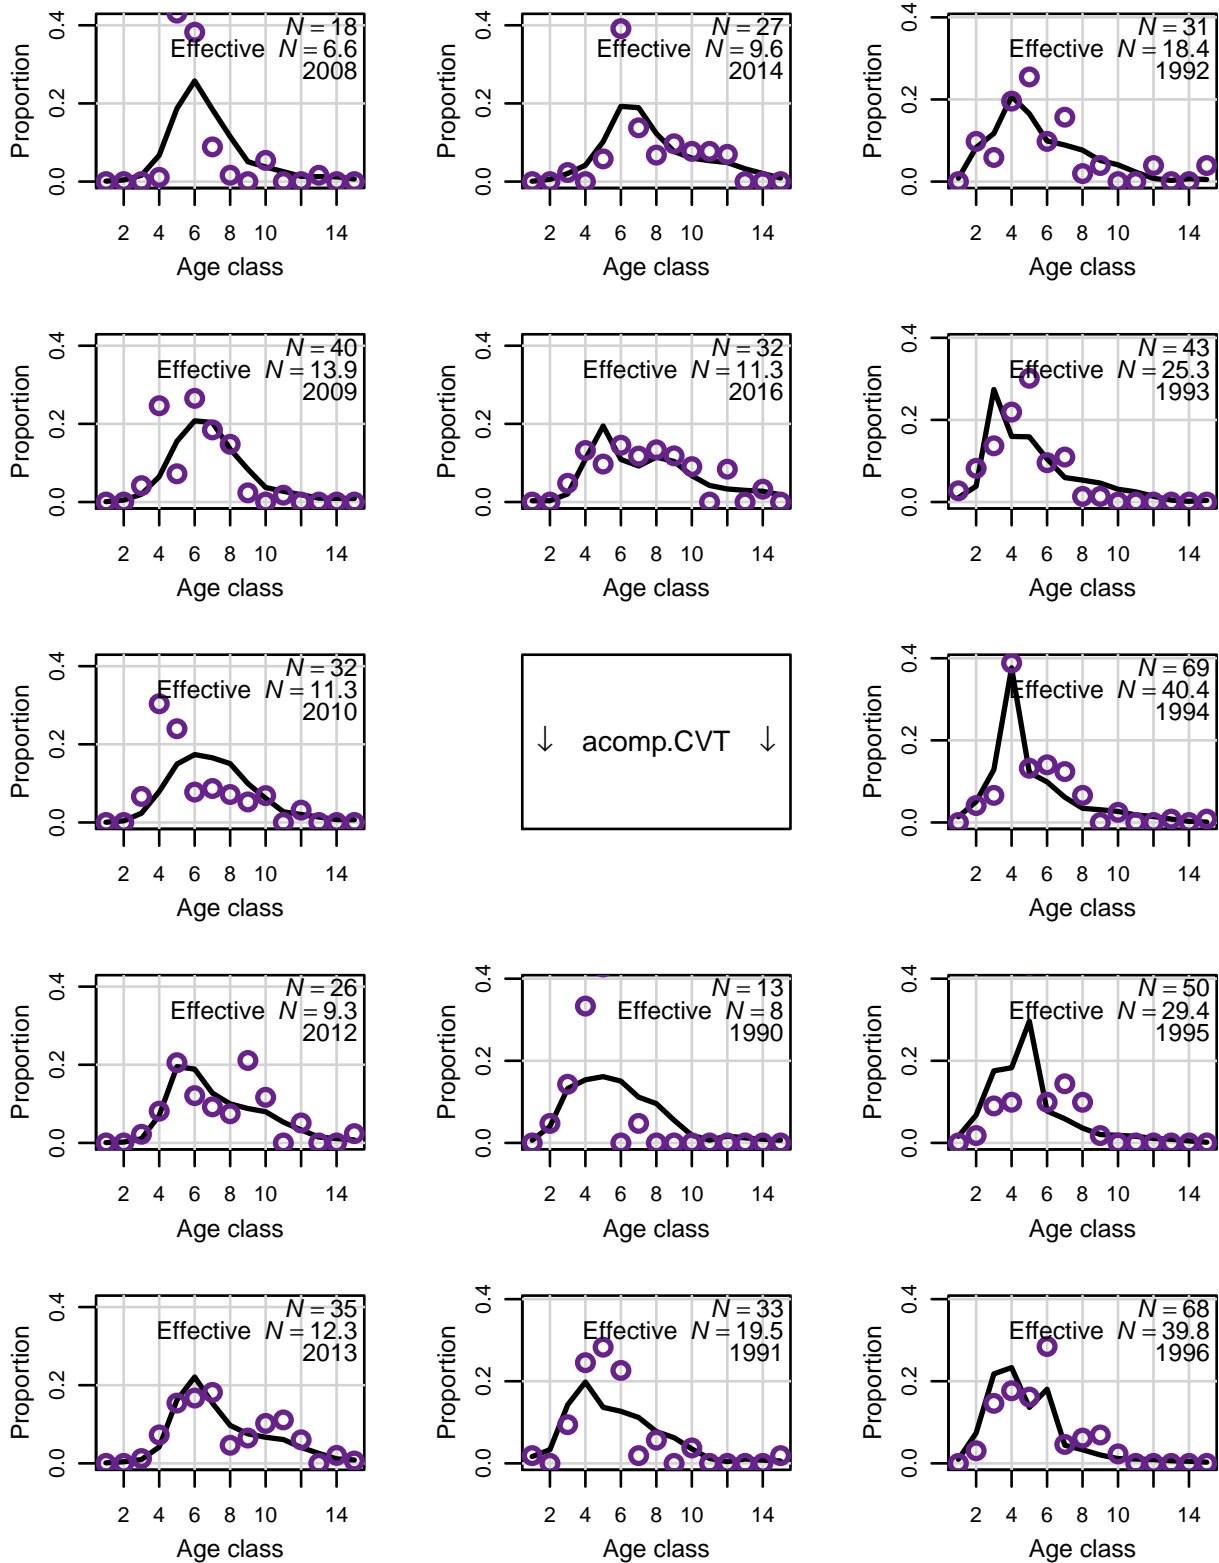 Proportion
0.0
0.2
0.4
N = 18
Effective N = 6.6
2008
2 4 6 8 10 14
Age class
Proportion
0.0
0.2
0.4
N = 40
Effective N = 13.9
2009
2 4 6 8 10 14
Age class
Proportion
0.0
0.2
0.4
N = 32
Effective N = 11.3
2010
2 4 6 8 10 14
Age class
Proportion
0.0
0.2
0.4
N = 26
Effective N = 9.3
2012
2 4 6 8 10 14
Age class
Proportion
0.0
0.2
0.4
N = 35
Effective N = 12.3
2013
2 4 6 8 10 14
Age class
Proportion
0.0
0.2
0.4
N = 27
Effective N = 9.6
2014
2 4 6 8 10 14
Age class
Proportion
0.0
0.2
0.4
N = 32
Effective N = 11.3
2016
2 4 6 8 10 14
Age class
↓ acomp.CVT ↓
Proportion
0.0
0.2
0.4
N = 13
Effective N = 8
1990
2 4 6 8 10 14
Age class
Proportion
0.0
0.2
0.4
N = 33
Effective N = 19.5
1991
2 4 6 8 10 14
Age class
Proportion
0.0
0.2
0.4
N = 31
Effective N = 18.4
1992
2 4 6 8 10 14
Age class
Proportion
0.0
0.2
0.4
N = 43
Effective N = 25.3
1993
2 4 6 8 10 14
Age class
Proportion
0.0
0.2
0.4
N = 69
Effective N = 40.4
1994
2 4 6 8 10 14
Age class
Proportion
0.0
0.2
0.4
N = 50
Effective N = 29.4
1995
2 4 6 8 10 14
Age class
Proportion
0.0
0.2
0.4
N = 68
Effective N = 39.8
1996
2 4 6 8 10 14
Age class